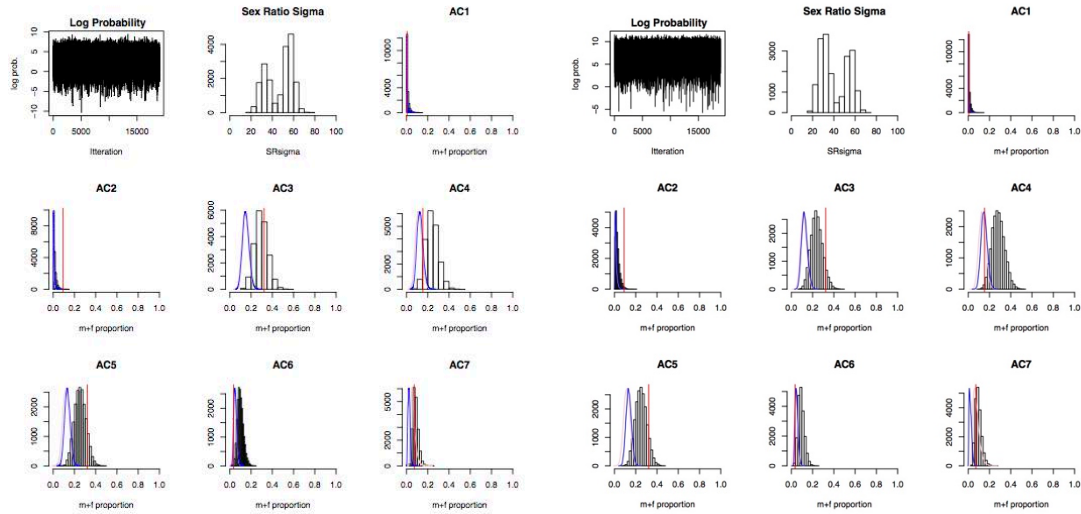 Log Probability
log prob.
10
5
0
-5
-10
0 5000 15000
Itteration
Sex Ratio Sigma
0 2000 4000
0 20 40 60 80 100
SRsigma
AC1
0 4000 10000
0.0 0.2 0.4 0.6 0.8 1.0
m+f proportion
Log Probability
log prob.
10
5
0
-5
0 5000 15000
Itteration
Sex Ratio Sigma
0 1000 3000
0 20 40 60 80 100
SRsigma
AC1
0 4000 10000
0.0 0.2 0.4 0.6 0.8 1.0
m+f proportion
AC2
0 4000 8000
0.0 0.2 0.4 0.6 0.8 1.0
m+f proportion
AC3
0 2000 4000 6000
0.0 0.2 0.4 0.6 0.8 1.0
m+f proportion
AC4
0 2000 4000
0.0 0.2 0.4 0.6 0.8 1.0
m+f proportion
AC2
0 2000 4000
0.0 0.2 0.4 0.6 0.8 1.0
m+f proportion
AC3
0 1000 2000
0.0 0.2 0.4 0.6 0.8 1.0
m+f proportion
AC4
0 1000 2000
0.0 0.2 0.4 0.6 0.8 1.0
m+f proportion
AC5
0 1000 2000
0.0 0.2 0.4 0.6 0.8 1.0
m+f proportion
AC6
0 1000 2000
0.0 0.2 0.4 0.6 0.8 1.0
m+f proportion
AC7
0 2000 4000 6000
0.0 0.2 0.4 0.6 0.8 1.0
m+f proportion
AC5
0 1000 2000
0.0 0.2 0.4 0.6 0.8 1.0
m+f proportion
AC6
0 2000 4000
0.0 0.2 0.4 0.6 0.8 1.0
m+f proportion
AC7
0 2000 4000
0.0 0.2 0.4 0.6 0.8 1.0
m+f proportion